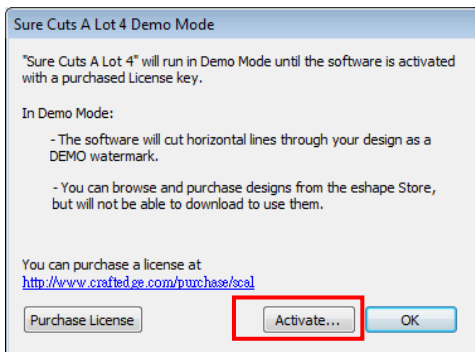 Sure Cuts A Lot 4 Demo Mode
"Sure Cuts A Lot 4" will run in Demo Mode until the software is activated
with a purchased License key.
In Demo Mode:
- The software will cut horizontal lines through your design as a
DEMO watermark.
- You can browse and purchase designs from the eshape Store,
but will not be able to download to use them.
You can purchase a license at
http://www.craftedge.com/purchase/scal
Purchase License
Activate...
OK